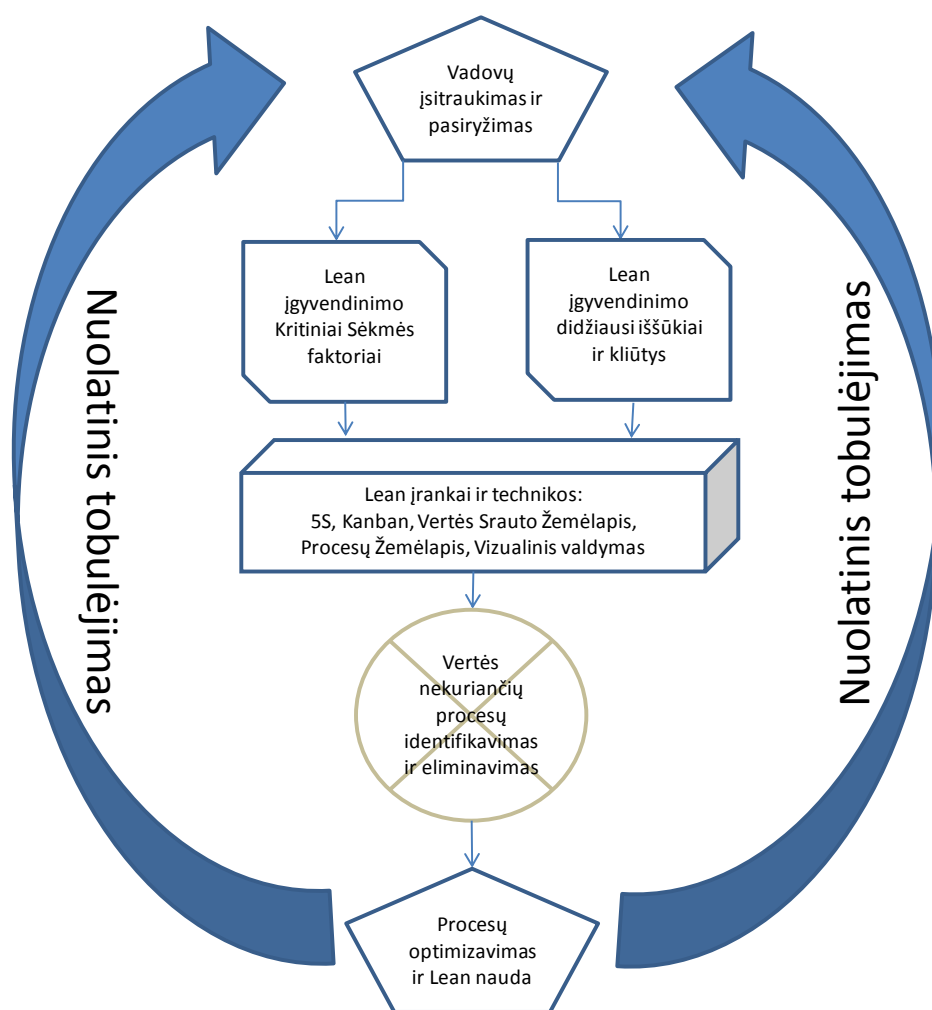 Vadovų
įsitraukimas ir
pasiryžimas
Lean
įgyvendinimo
Kritiniai Sėkmės
faktoriai
Lean
įgyvendinimo
didžiausi iššūkiai
ir kliūtys
Nuolatinis tobulėjimas
Nuolatinis tobulėjimas
Lean įrankai ir technikos:
5S, Kanban, Vertės Srauto Žemėlapis,
Procesų Žemėlapis, Vizualinis valdymas
Vertės
nekuriančių
procesų
identifikavimas
ir eliminavimas
Procesų
optimizavimas
ir Lean nauda